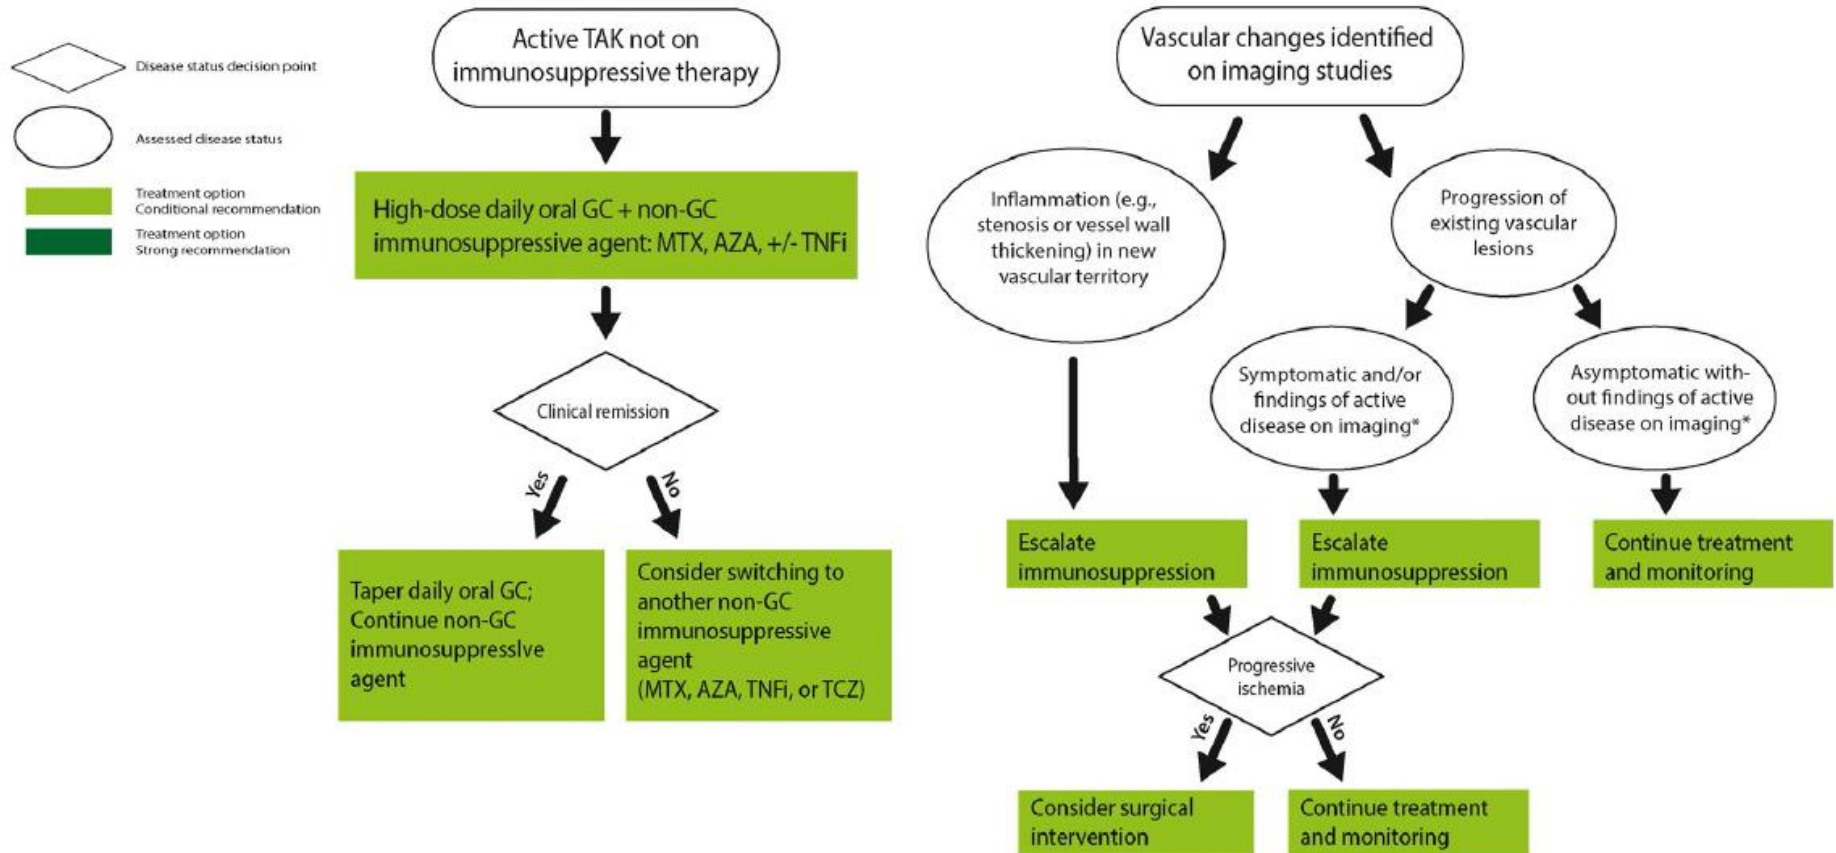 Disease status decision point
Assessed disease status
Treatment option
Conditional recommendation
Treatment option
Strong recommendation
Active TAK not on
immunosuppressive therapy
High-dose daily oral GC + non-GC
immunosuppressive agent: MTX, AZA, +/- TNFi
Clinical remission
Yes
No
Taper daily oral GC;
Continue non-GC
immunosuppressive
agent
Consider switching to
another non-GC
immunosuppressive
agent
(MTX, AZA, TNFi, or TCZ)
Vascular changes identified
on imaging studies
Inflammation (e.g.,
stenosis or vessel wall
thickening) in new
vascular territory
Progression of
existing vascular
lesions
Symptomatic and/or
findings of active
disease on imaging*
Asymptomatic with-
out findings of active
disease on imaging*
Escalate
immunosuppression
Escalate
immunosuppression
Continue treatment
and monitoring
Progressive
ischemia
Yes
No
Consider surgical
intervention
Continue treatment
and monitoring